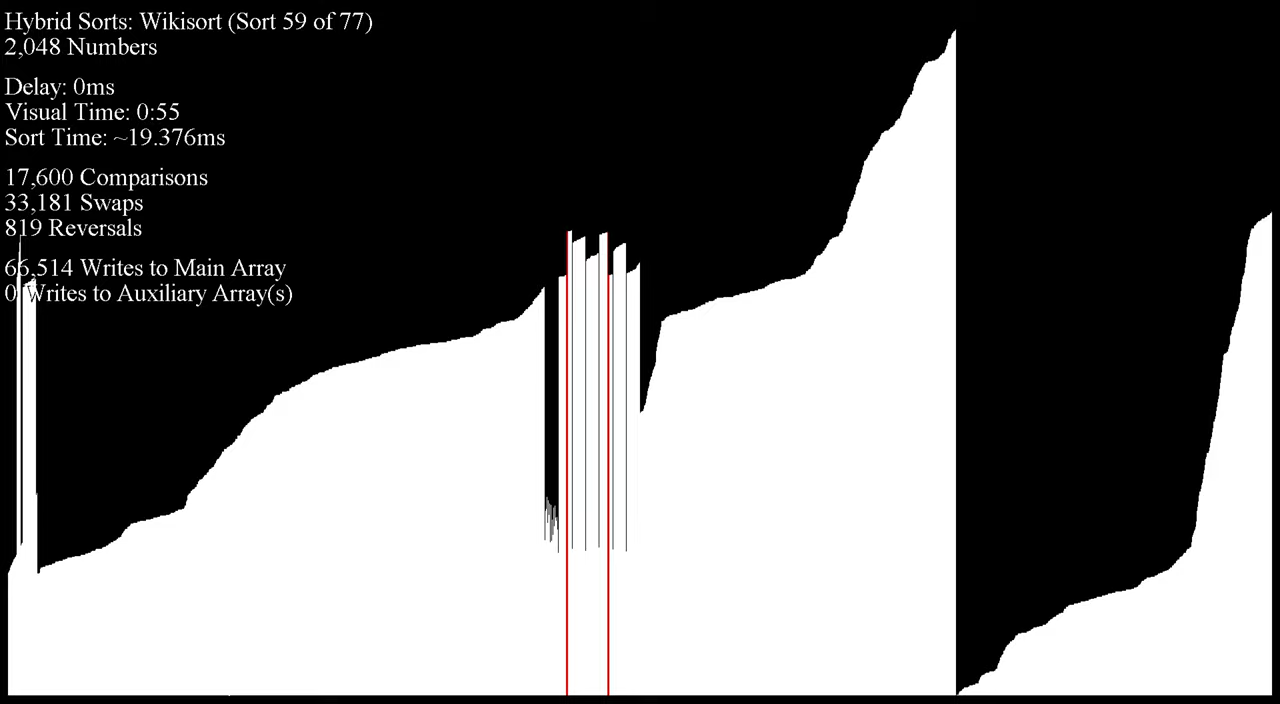 Hybrid Sorts: Wikisort (Sort 59 of 77)
2,048 Numbers
Delay: 0ms
Visual Time: 0:55
Sort Time: ~19.376ms
17,600 Comparisons
33,181 Swaps
819 Reversals
66,514 Writes to Main Array
0 Writes to Auxiliary Array(s)